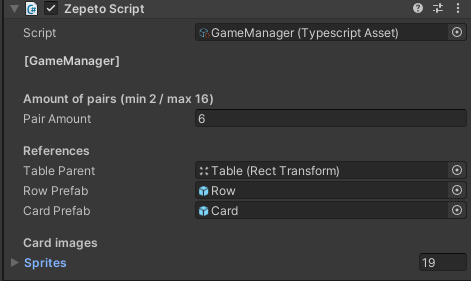 Zepeto Script
Script GameManager (Typescript Asset)
[GameManager]
Amount of pairs (min 2 / max 16)
Pair Amount 6
References
Table Parent Table (Rect Transform)
Row Prefab Row
Card Prefab Card
Card images
Sprites 19